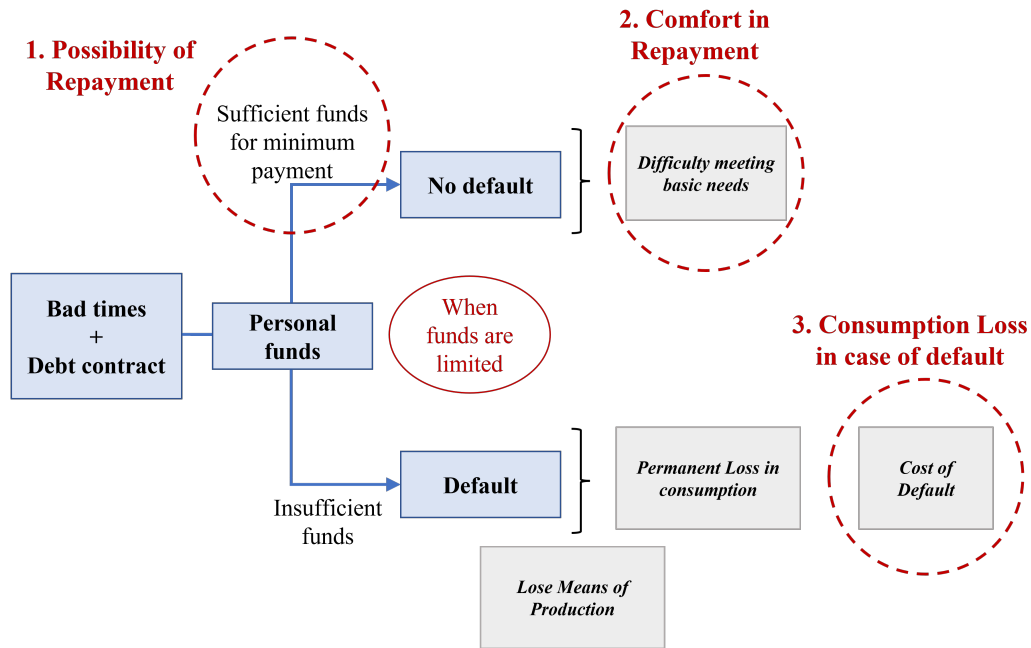 1. Possibility of
Repayment
2. Comfort in
Repayment
Sufficient funds
for minimum
payment
No default
Difficulty meeting
basic needs
Bad times
+
Debt contract
Personal
funds
When
funds are
limited
3. Consumption Loss
in case of default
Insufficient
funds
Default
Permanent Loss in
consumption
Cost of
Default
Lose Means of
Production